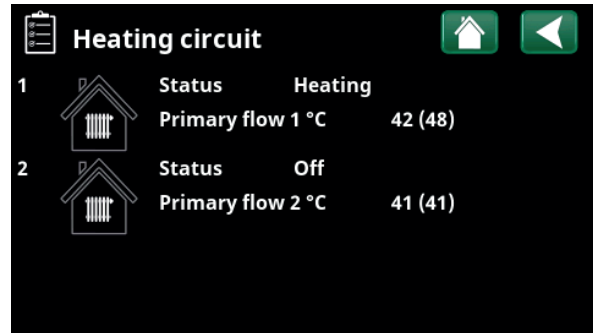 Heating circuit
1 Status Heating
Primary flow 1 °C 42 (48)
2 Status Off
Primary flow 2 °C 41 (41)